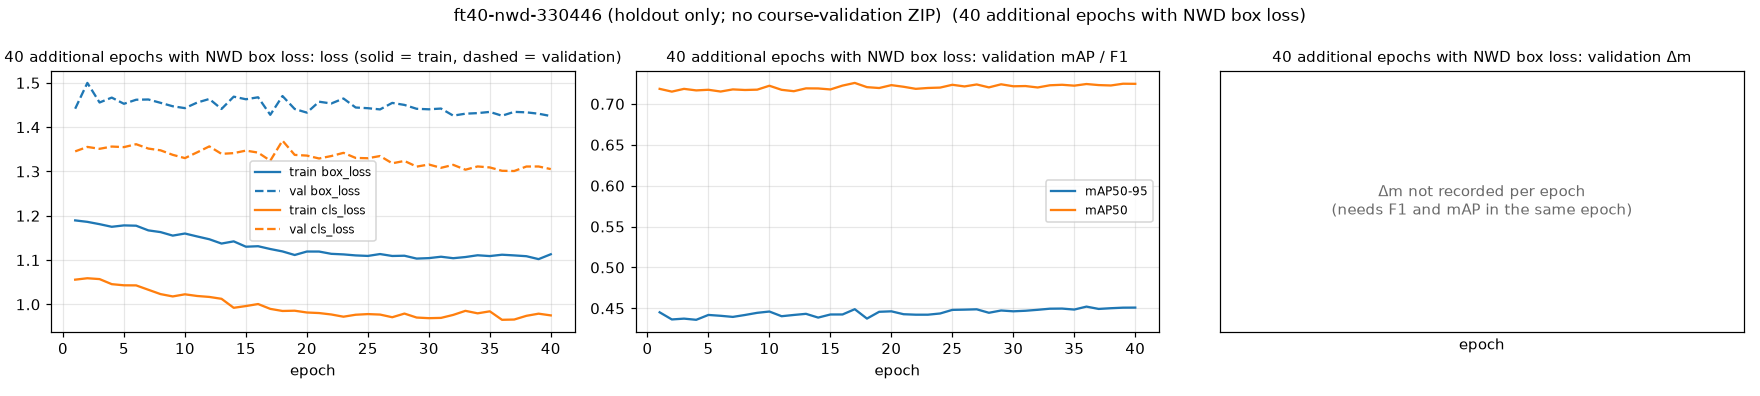 ft40-nwd-330446 (holdout only; no course-validation ZIP)  (40 additional epochs with NWD box loss)
40 additional epochs with NWD box loss: loss (solid = train, dashed = validation)
1.5
1.4
1.3
1.2
1.1
1.0
train box_loss
val box_loss
train cls_loss
val cls_loss
0 5 10 15 20 25 30 35 40
epoch
40 additional epochs with NWD box loss: validation mAP / F1
0.70
0.65
0.60
0.55
0.50
0.45
mAP50-95
mAP50
0 5 10 15 20 25 30 35 40
epoch
40 additional epochs with NWD box loss: validation Δm
Δm not recorded per epoch
(needs F1 and mAP in the same epoch)
epoch